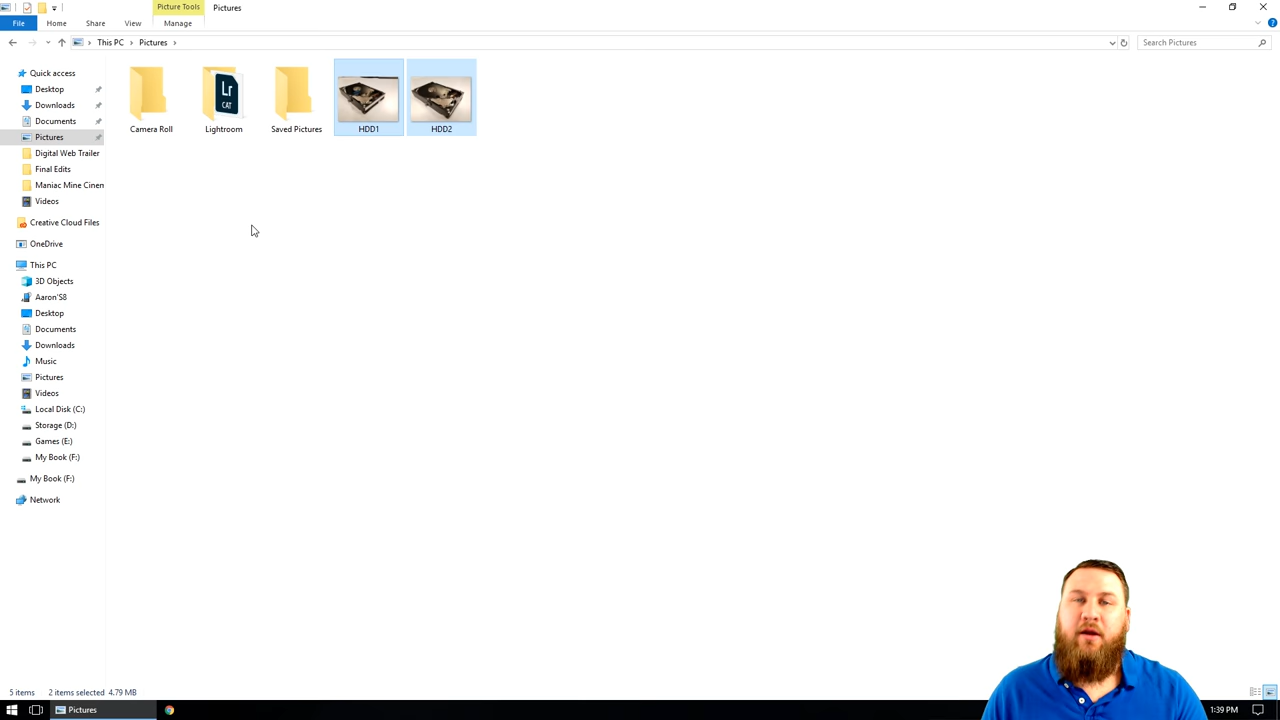 Picture Tools
Pictures
File
Home
Share
View
Manage
This PC
Pictures
Search Pictures
Quick access
Desktop
Downloads
Documents
Pictures
Digital Web Trailer
Final Edits
Maniac Mine Cinem
Videos
Creative Cloud Files
OneDrive
This PC
3D Objects
Aaron'S8
Desktop
Documents
Downloads
Music
Pictures
Videos
Local Disk (C:)
Storage (D:)
Games (E:)
My Book (F:)
My Book (F:)
Network
Lr
CAT
Camera Roll
Lightroom
Saved Pictures
HDD1
HDD2
5 items
2 items selected
4.79 MB
Pictures
1:39 PM